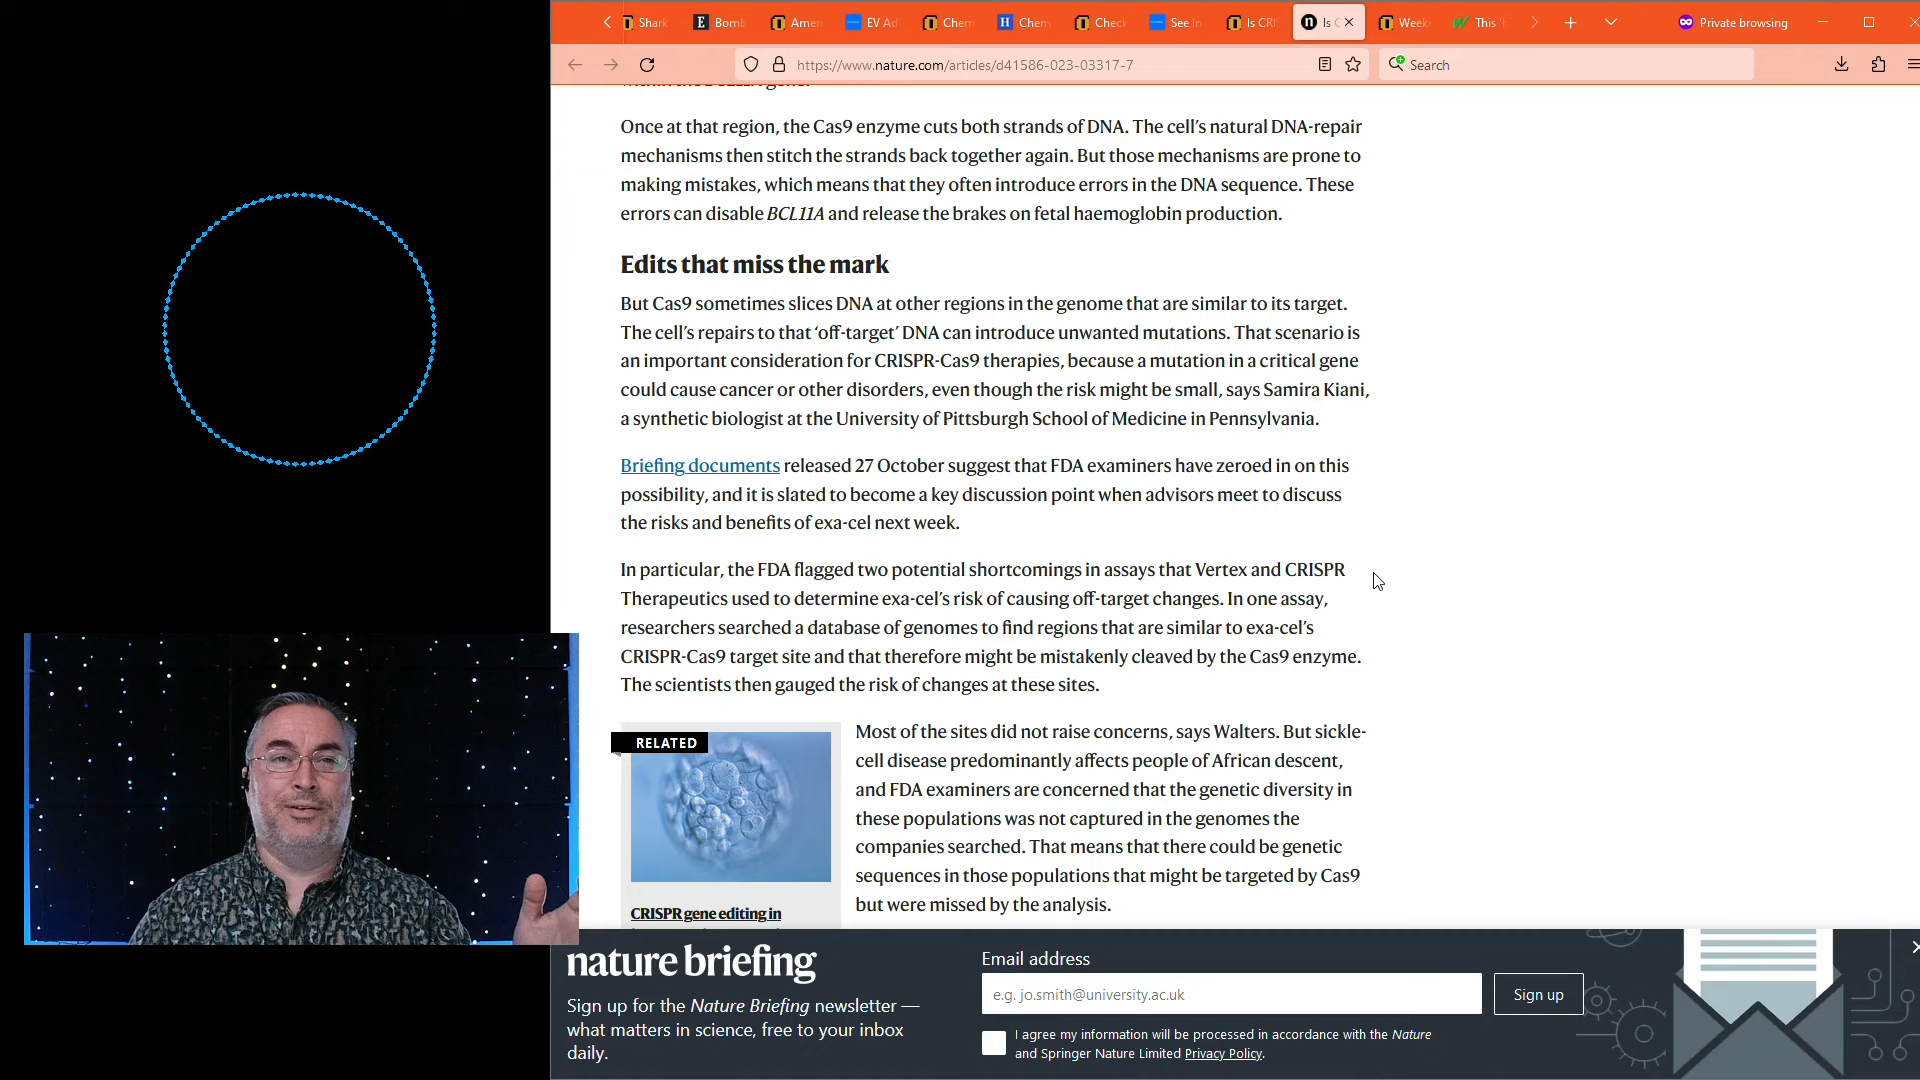 Shark
Bomb
Amer
EV Ad
Chem
Chem
Check
See In
Is CRI
Is C
Week
This 'h
Private browsing
https://www.nature.com/articles/d41586-023-03317-7
Search
Once at that region, the Cas9 enzyme cuts both strands of DNA. The cell's natural DNA-repair
mechanisms then stitch the strands back together again. But those mechanisms are prone to
making mistakes, which means that they often introduce errors in the DNA sequence. These
errors can disable BCL11A and release the brakes on fetal haemoglobin production.
Edits that miss the mark
But Cas9 sometimes slices DNA at other regions in the genome that are similar to its target.
The cell's repairs to that ‘off-target’ DNA can introduce unwanted mutations. That scenario is
an important consideration for CRISPR-Cas9 therapies, because a mutation in a critical gene
could cause cancer or other disorders, even though the risk might be small, says Samira Kiani,
a synthetic biologist at the University of Pittsburgh School of Medicine in Pennsylvania.
Briefing documents released 27 October suggest that FDA examiners have zeroed in on this
possibility, and it is slated to become a key discussion point when advisors meet to discuss
the risks and benefits of exa-cel next week.
In particular, the FDA flagged two potential shortcomings in assays that Vertex and CRISPR
Therapeutics used to determine exa-cel's risk of causing off-target changes. In one assay,
researchers searched a database of genomes to find regions that are similar to exa-cel's
CRISPR-Cas9 target site and that therefore might be mistakenly cleaved by the Cas9 enzyme.
The scientists then gauged the risk of changes at these sites.
RELATED
CRISPR gene editing in
Most of the sites did not raise concerns, says Walters. But sickle-
cell disease predominantly affects people of African descent,
and FDA examiners are concerned that the genetic diversity in
these populations was not captured in the genomes the
companies searched. That means that there could be genetic
sequences in those populations that might be targeted by Cas9
but were missed by the analysis.
nature briefing
Sign up for the Nature Briefing newsletter —
what matters in science, free to your inbox
daily.
Email address
e.g. jo.smith@university.ac.uk
Sign up
I agree my information will be processed in accordance with the Nature
and Springer Nature Limited Privacy Policy.